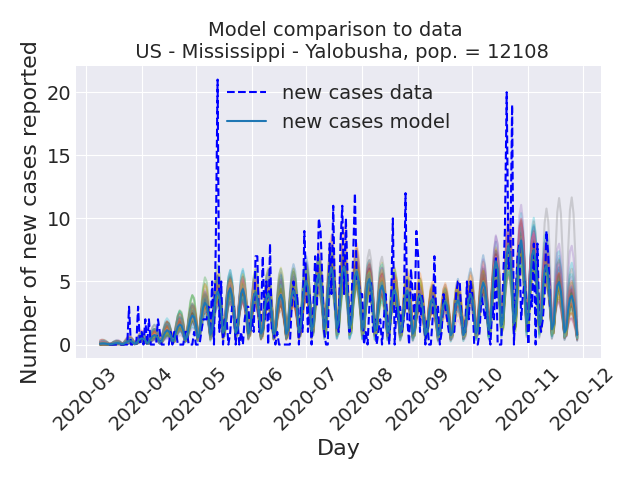 Model comparison to data
US - Mississippi - Yalobusha, pop. = 12108
Number of new cases reported
20
15
10
5
0
new cases data
new cases model
2020-03
2020-04
2020-05
2020-06
2020-07
2020-08
2020-09
2020-10
2020-11
2020-12
Day